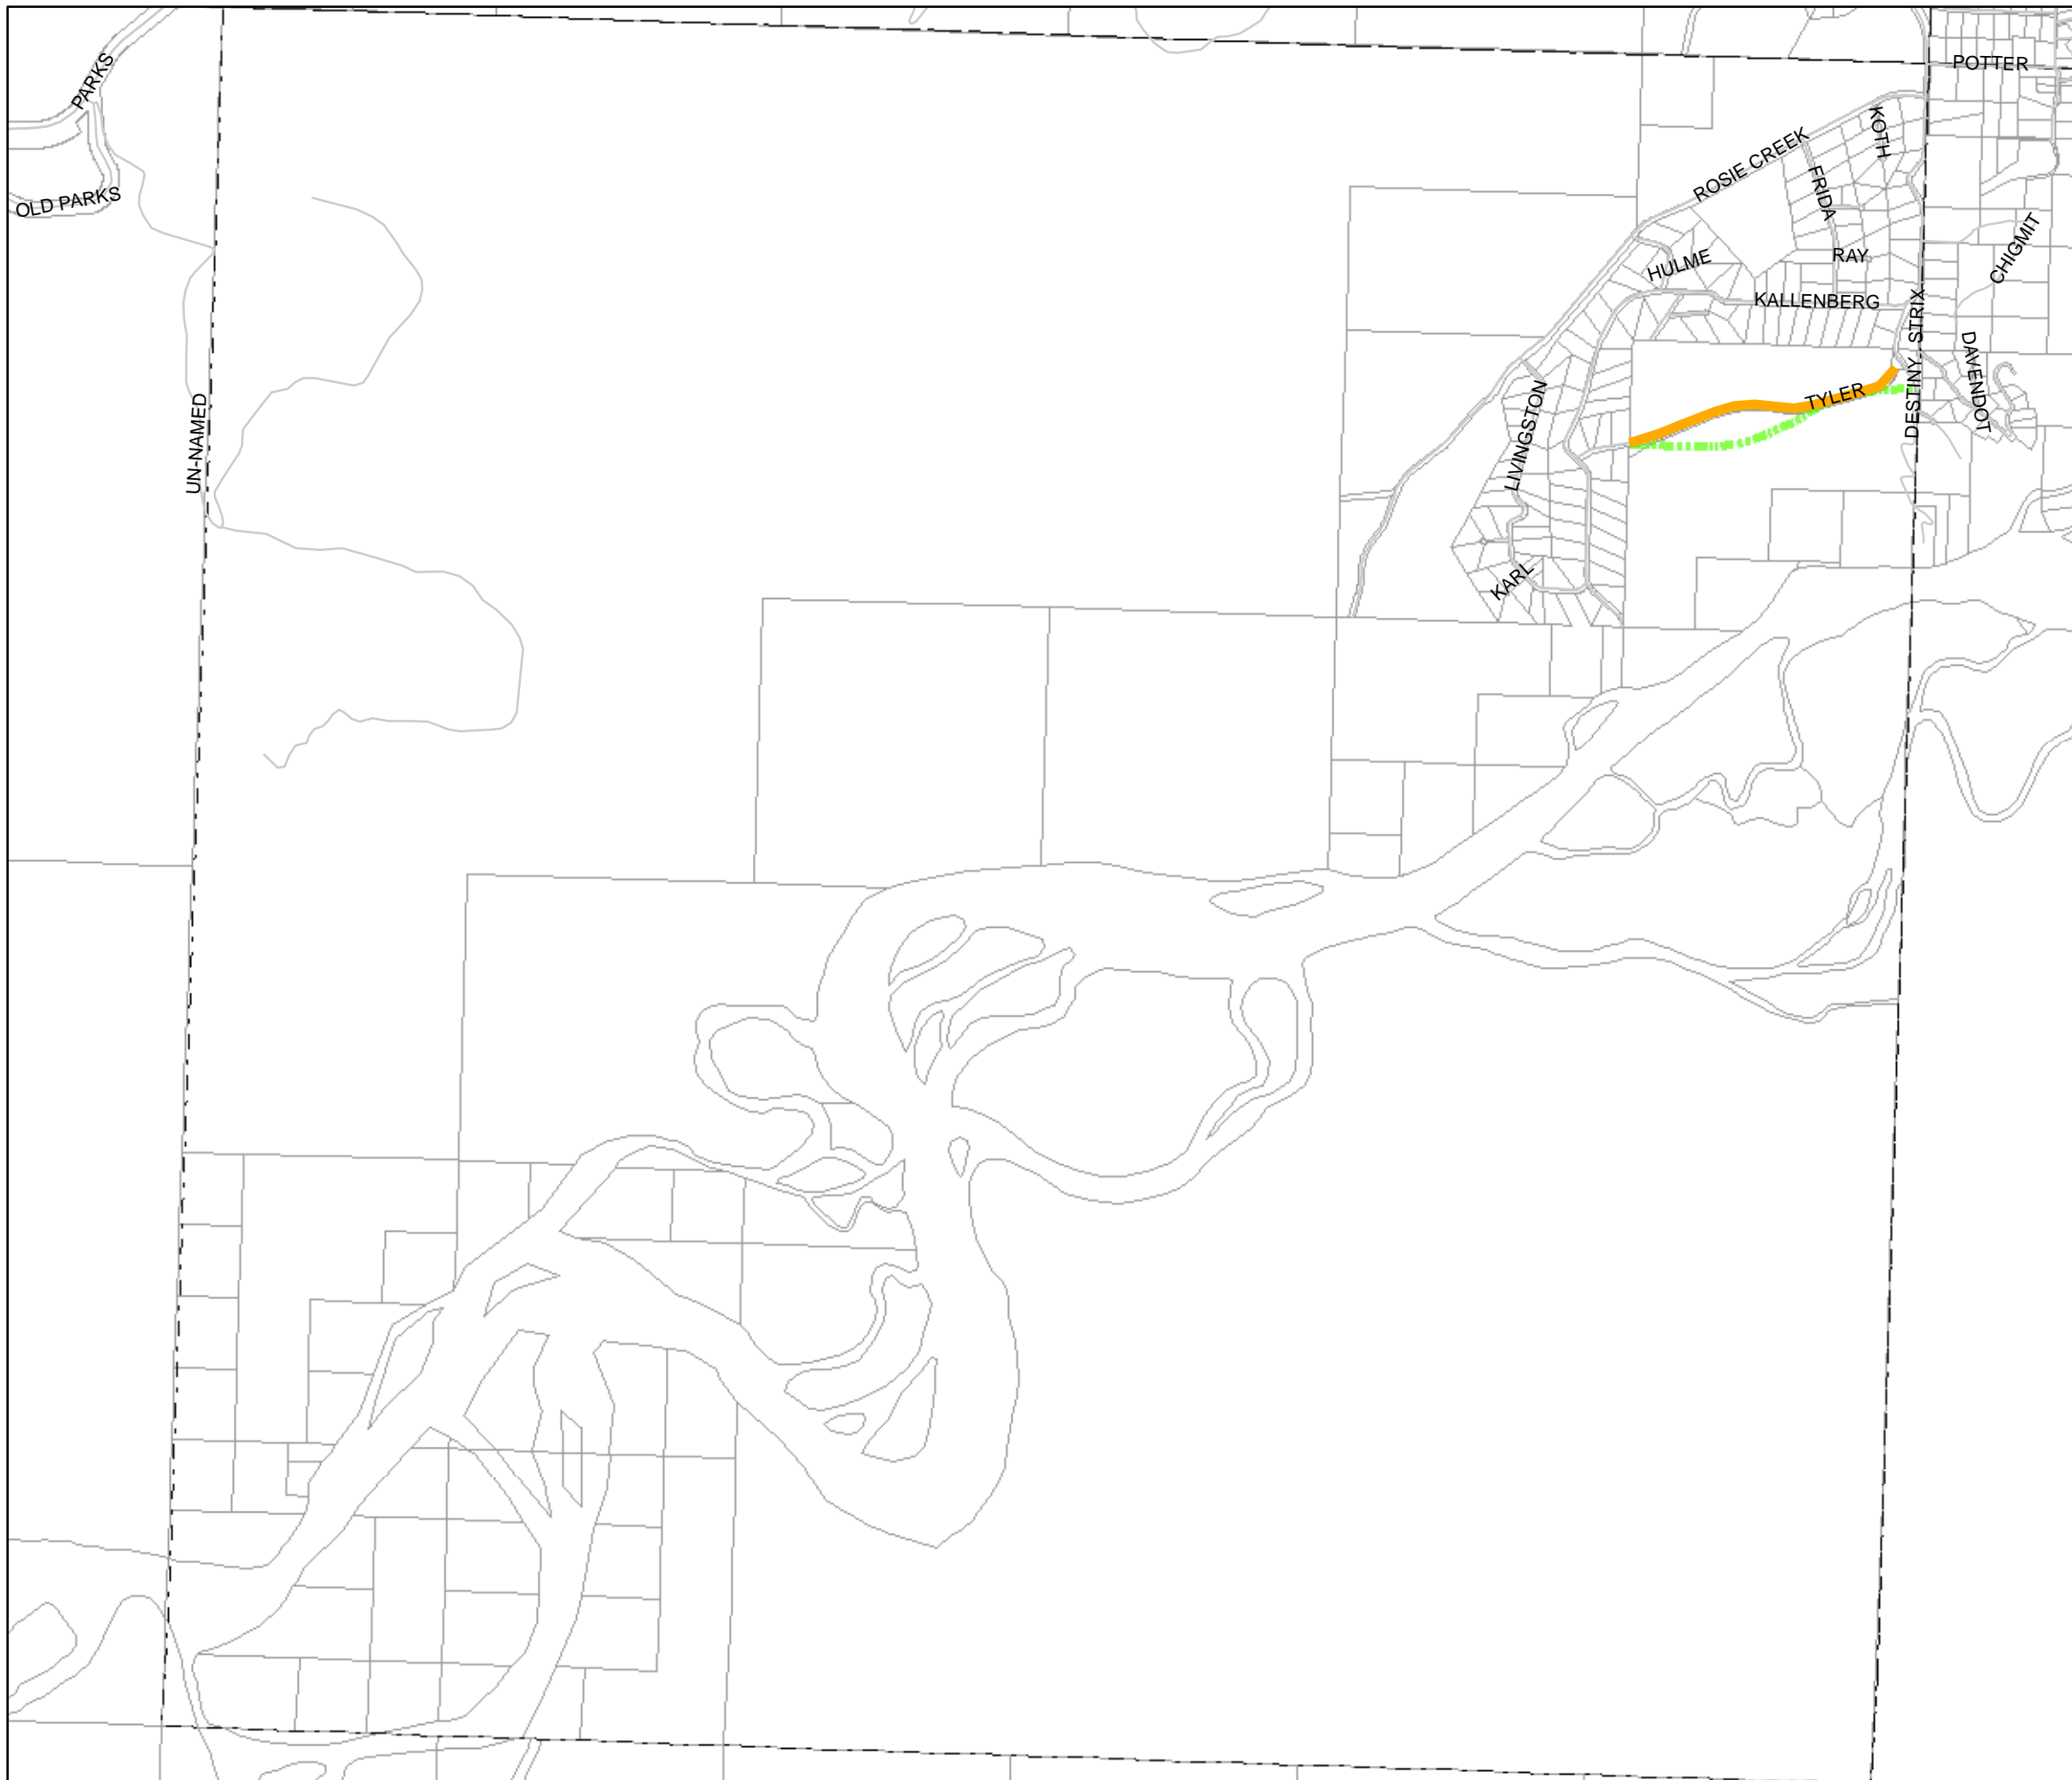 PARKS
POTTER
KOTH
ROSIE CREEK
OLD PARKS
FRIDA
CHIGMIT
RAY
HULME
KALLENBERG
STRIX
DAVENDOT
DESTINY
TYLER
LIVINGSTON
UN-NAMED
KARL